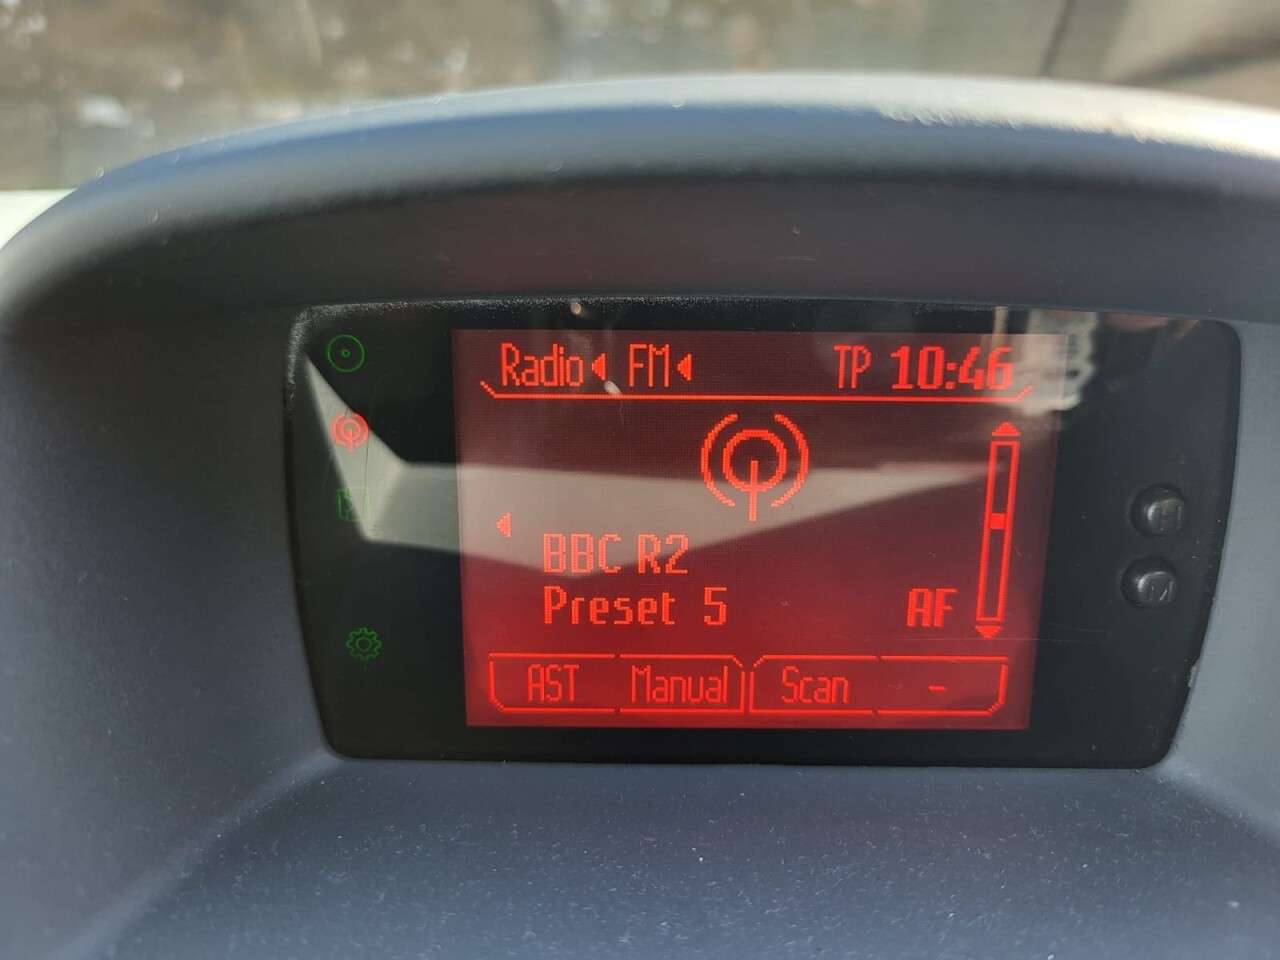 Radio FM TP 10:46
BBC R2
Preset 5 AF
AST Manual Scan -
H
M